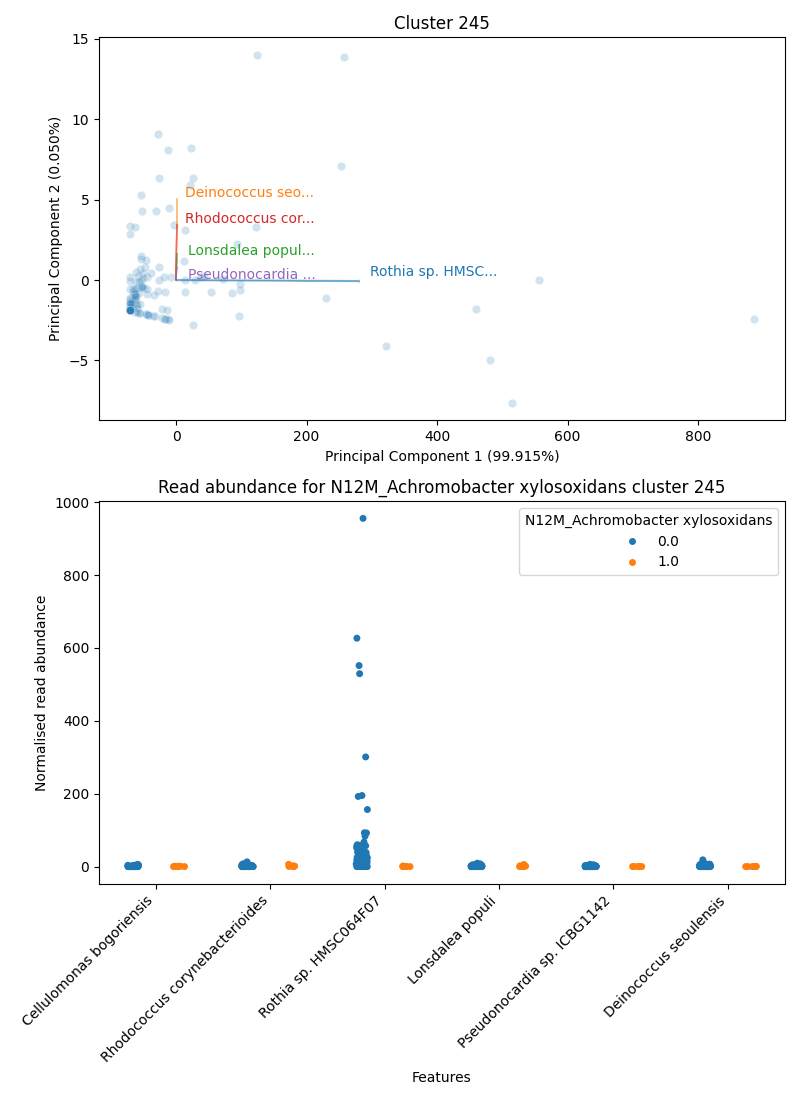 Cluster 245
15
10
5
0
−5
Principal Component 2 (0.050%)
Deinococcus seo...
Rhodococcus cor...
Lonsdalea popul...
Pseudonocardia ...
Rothia sp. HMSC...
0
200
400
600
800
Principal Component 1 (99.915%)
Read abundance for N12M_Achromobacter xylosoxidans cluster 245
1000
800
600
400
200
0
Normalised read abundance
N12M_Achromobacter xylosoxidans
0.0
1.0
Cellulomonas bogoriensis
Rhodococcus corynebacterioides
Rothia sp. HMSC064F07
Lonsdalea populi
Pseudonocardia sp. ICBG1142
Deinococcus seoulensis
Features